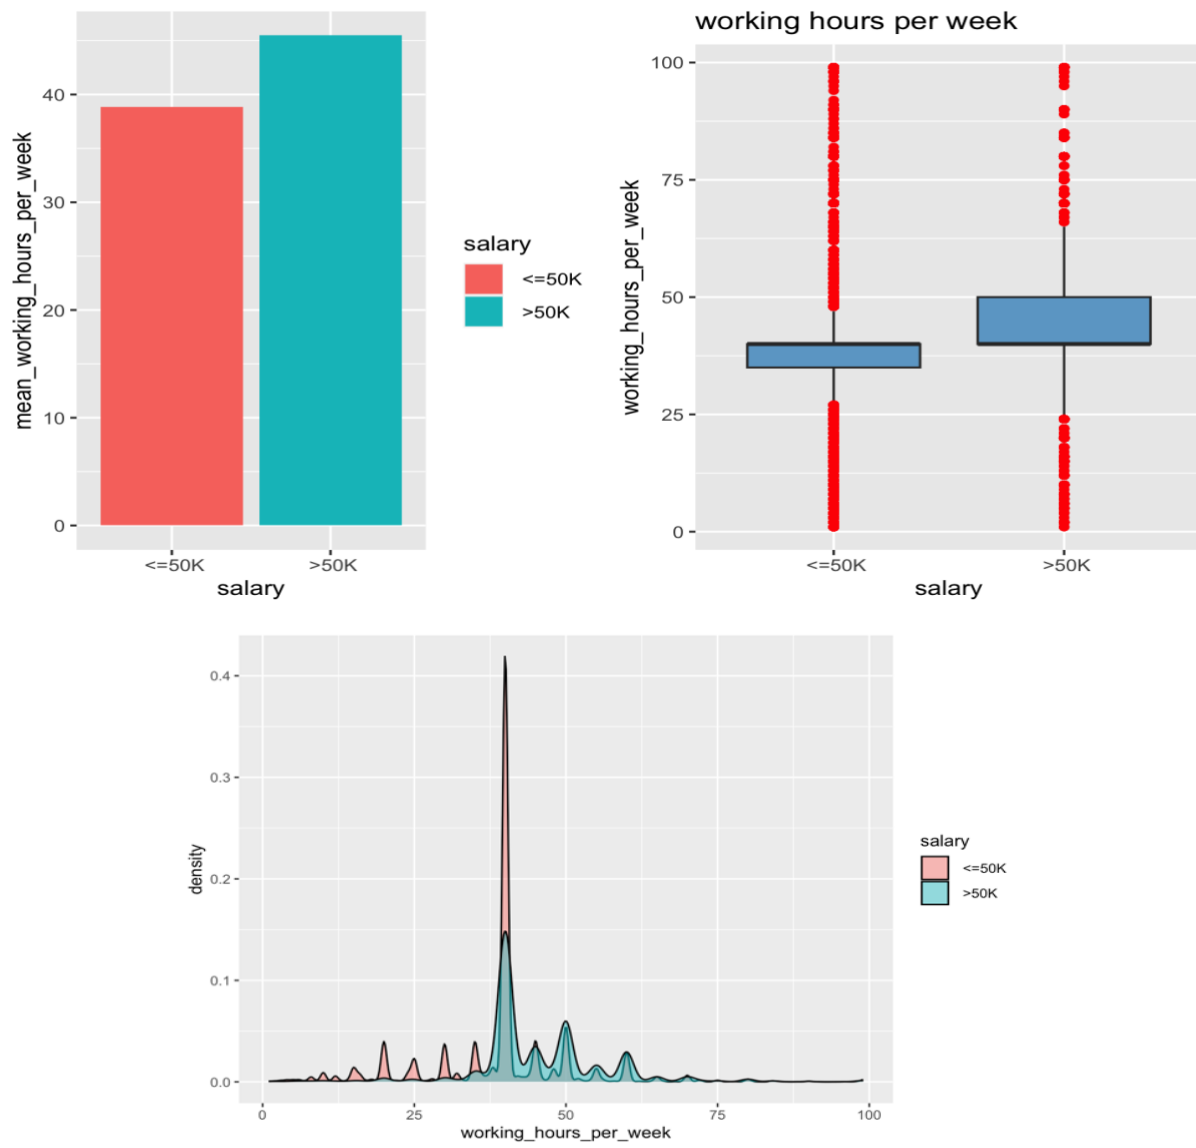 mean_working_hours_per_week
40
30
20
10
0
<=50K
>50K
salary
salary
<=50K
>50K
working hours per week
working_hours_per_week
100
75
50
25
0
<=50K
>50K
salary
density
0.4
0.3
0.2
0.1
0.0
0
25
50
75
100
working_hours_per_week
salary
<=50K
>50K